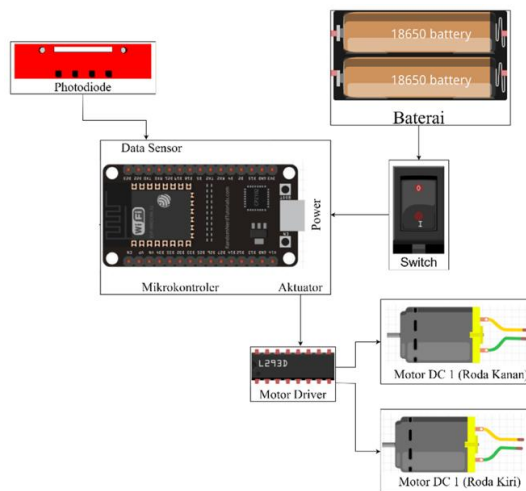 18650 battery
18650 battery
Photodiode
Baterai
Data Sensor
WiFi
Power
Switch
Mikrokontroler
Aktuator
L293D
Motor Driver
Motor DC 1 (Roda Kanan)
Motor DC 1 (Roda Kiri)